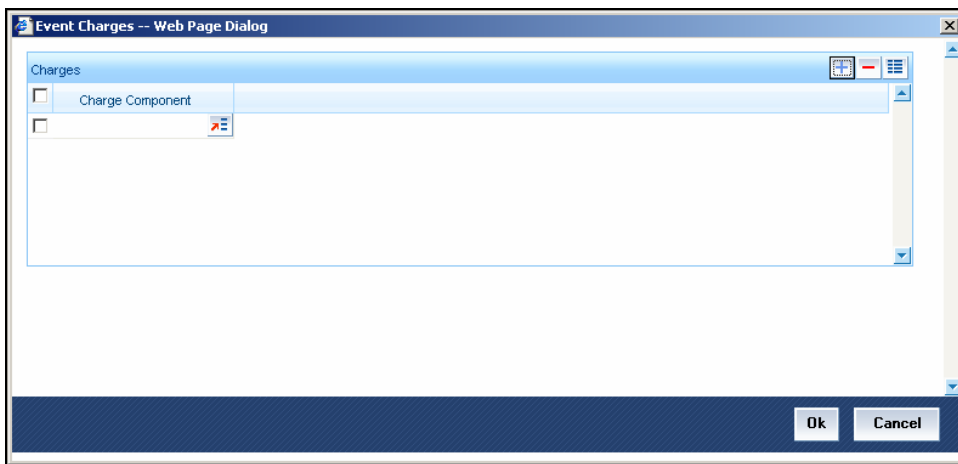 Event Charges -- Web Page Dialog
Charges
Charge Component
Ok Cancel